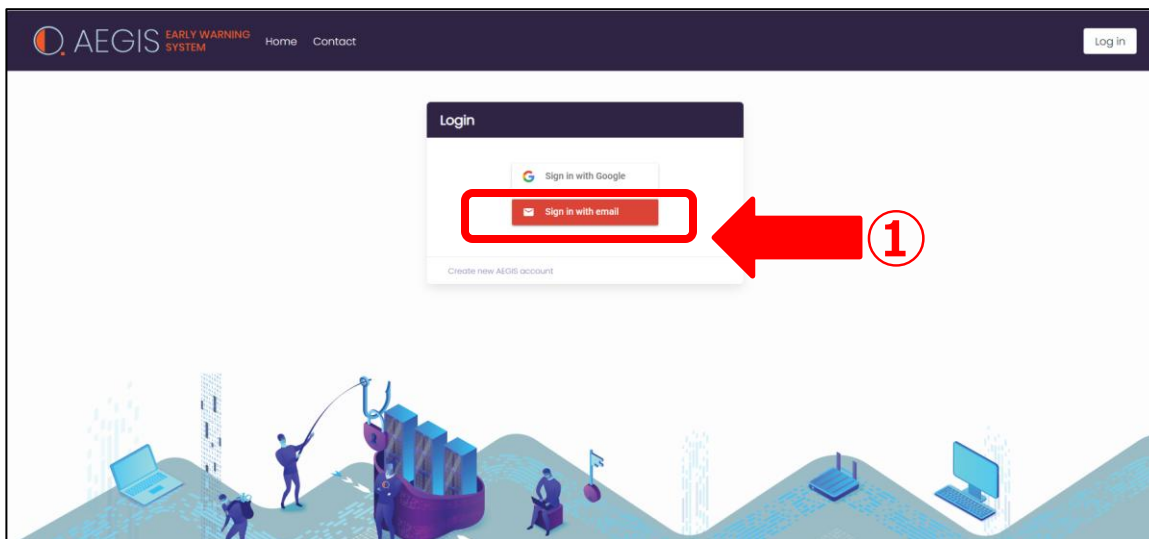 AEGIS EARLY WARNING SYSTEM Home Contact Log in
Login
Sign in with Google
Sign in with email
①
Create new AEGIS account